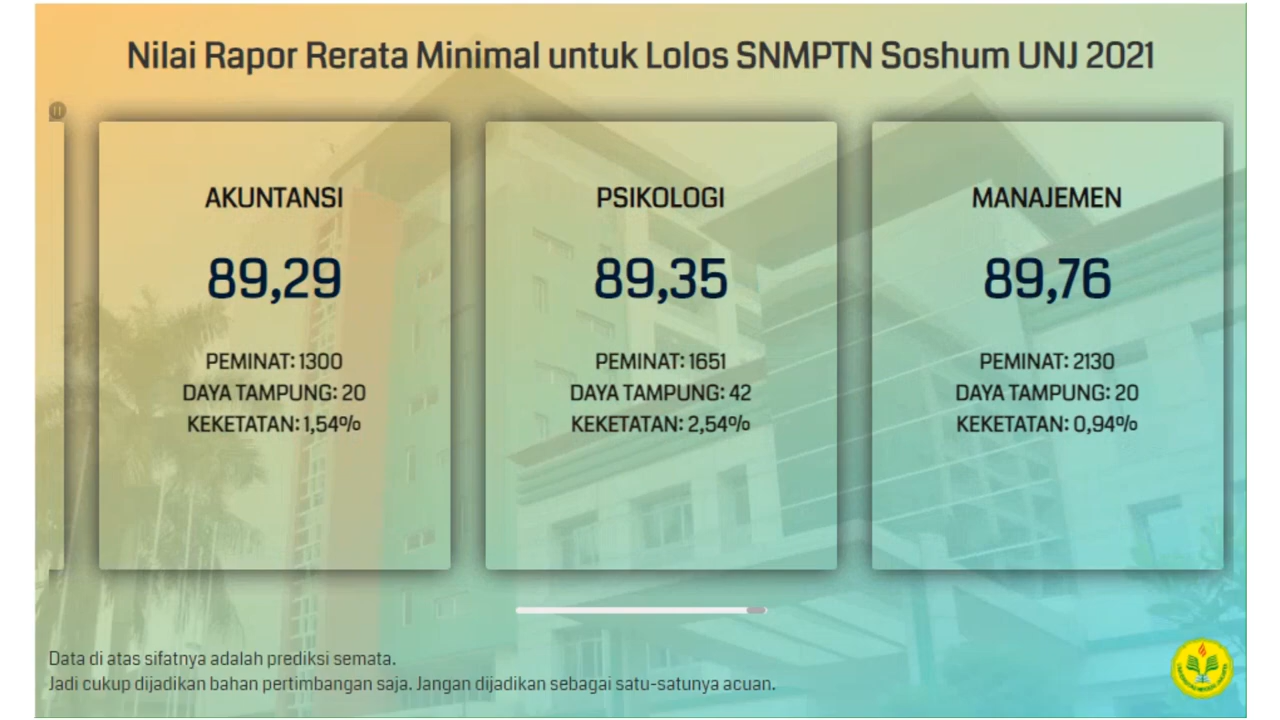 Nilai Rapor Rerata Minimal untuk Lolos SNMPTN Soshum UNJ 2021
AKUNTANSI
89,29
PEMINAT: 1300
DAYA TAMPUNG: 20
KEKETATAN: 1,54%
PSIKOLOGI
89,35
PEMINAT: 1651
DAYA TAMPUNG: 42
KEKETATAN: 2,54%
MANAJEMEN
89,76
PEMINAT: 2130
DAYA TAMPUNG: 20
KEKETATAN: 0,94%
Data di atas sifatnya adalah prediksi semata.
Jadi cukup dijadikan bahan pertimbangan saja. Jangan dijadikan sebagai satu-satunya acuan.